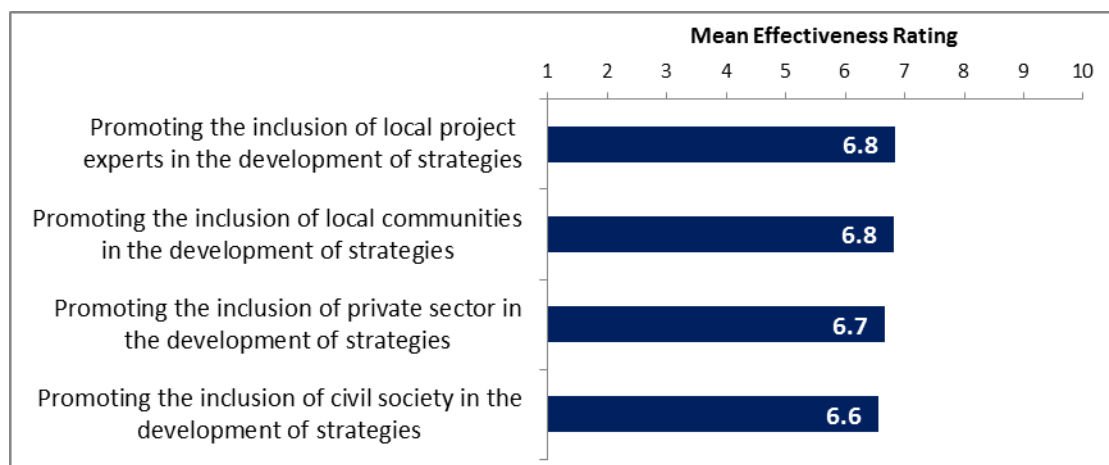 Mean Effectiveness Rating
1 2 3 4 5 6 7 8 9 10
Promoting the inclusion of local project
experts in the development of strategies
6.8
Promoting the inclusion of local communities
in the development of strategies
6.8
Promoting the inclusion of private sector in
the development of strategies
6.7
Promoting the inclusion of civil society in the
development of strategies
6.6